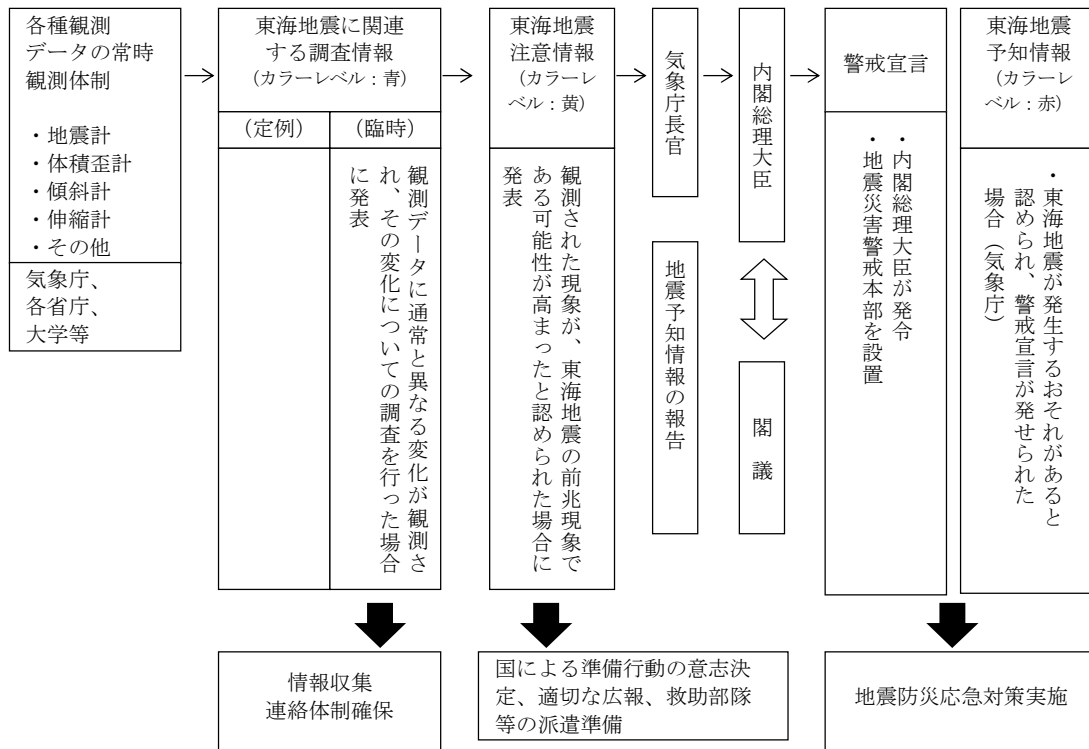 各種観測
データの常時
観測体制
・地震計
・体積歪計
・傾斜計
・伸縮計
・その他
気象庁、
各省庁、
大学等
東海地震に関連
する調査情報
(カラーレベル：青)
(定例)
(臨時)
観測データに通常と異なる変化が観測さ
れ、その変化についての調査を行った場合
に発表
東海地震
注意情報
(カラーレ
ベル：黄)
観測された現象が、東海地震の前兆現象で
ある可能性が高まったと認められた場合に
発表
気象庁長官
地震予知情報の報告
内閣総理大臣
閣議
警戒宣言
・内閣総理大臣が発令
・地震災害警戒本部を設置
東海地震
予知情報
(カラーレ
ベル：赤)
・東海地震が発生するおそれがあると
認められ、警戒宣言が発せられた
場合（気象庁）
情報収集
連絡体制確保
国による準備行動の意志決
定、適切な広報、救助部隊
等の派遣準備
地震防災応急対策実施